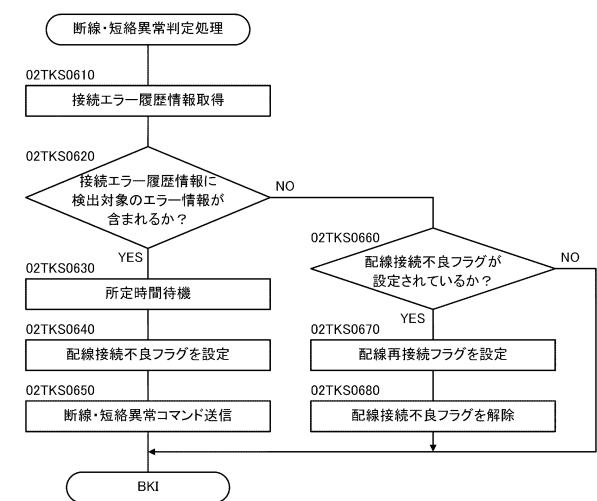 断線・短絡異常判定処理
02TKS0610
接続エラー履歴情報取得
02TKS0620
接続エラー履歴情報に
検出対象のエラー情報が
含まれるか？
NO
YES
02TKS0630
所定時間待機
02TKS0640
配線接続不良フラグを設定
02TKS0650
断線・短絡異常コマンド送信
02TKS0660
配線接続不良フラグが
設定されているか？
NO
YES
02TKS0670
配線再接続フラグを設定
02TKS0680
配線接続不良フラグを解除
BKI